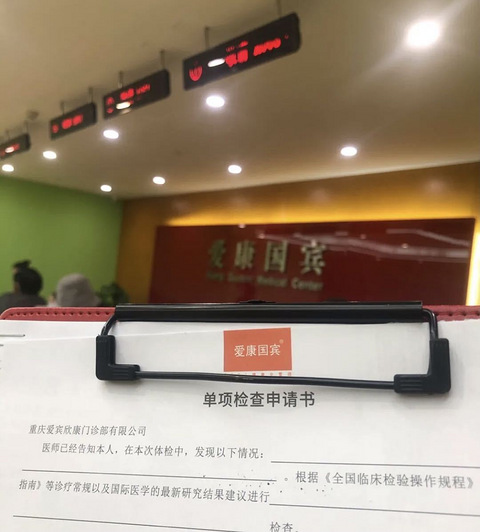 爱康国宾
爱康国宾
单项检查申请书
重庆爱宾欣康门诊部有限公司
医师已经告知本人，在本次体检中，发现以下情况：
。根据《全国临床检验操作规程》
指南》等诊疗常规以及国际医学的最新研究结果建议进行
检查。